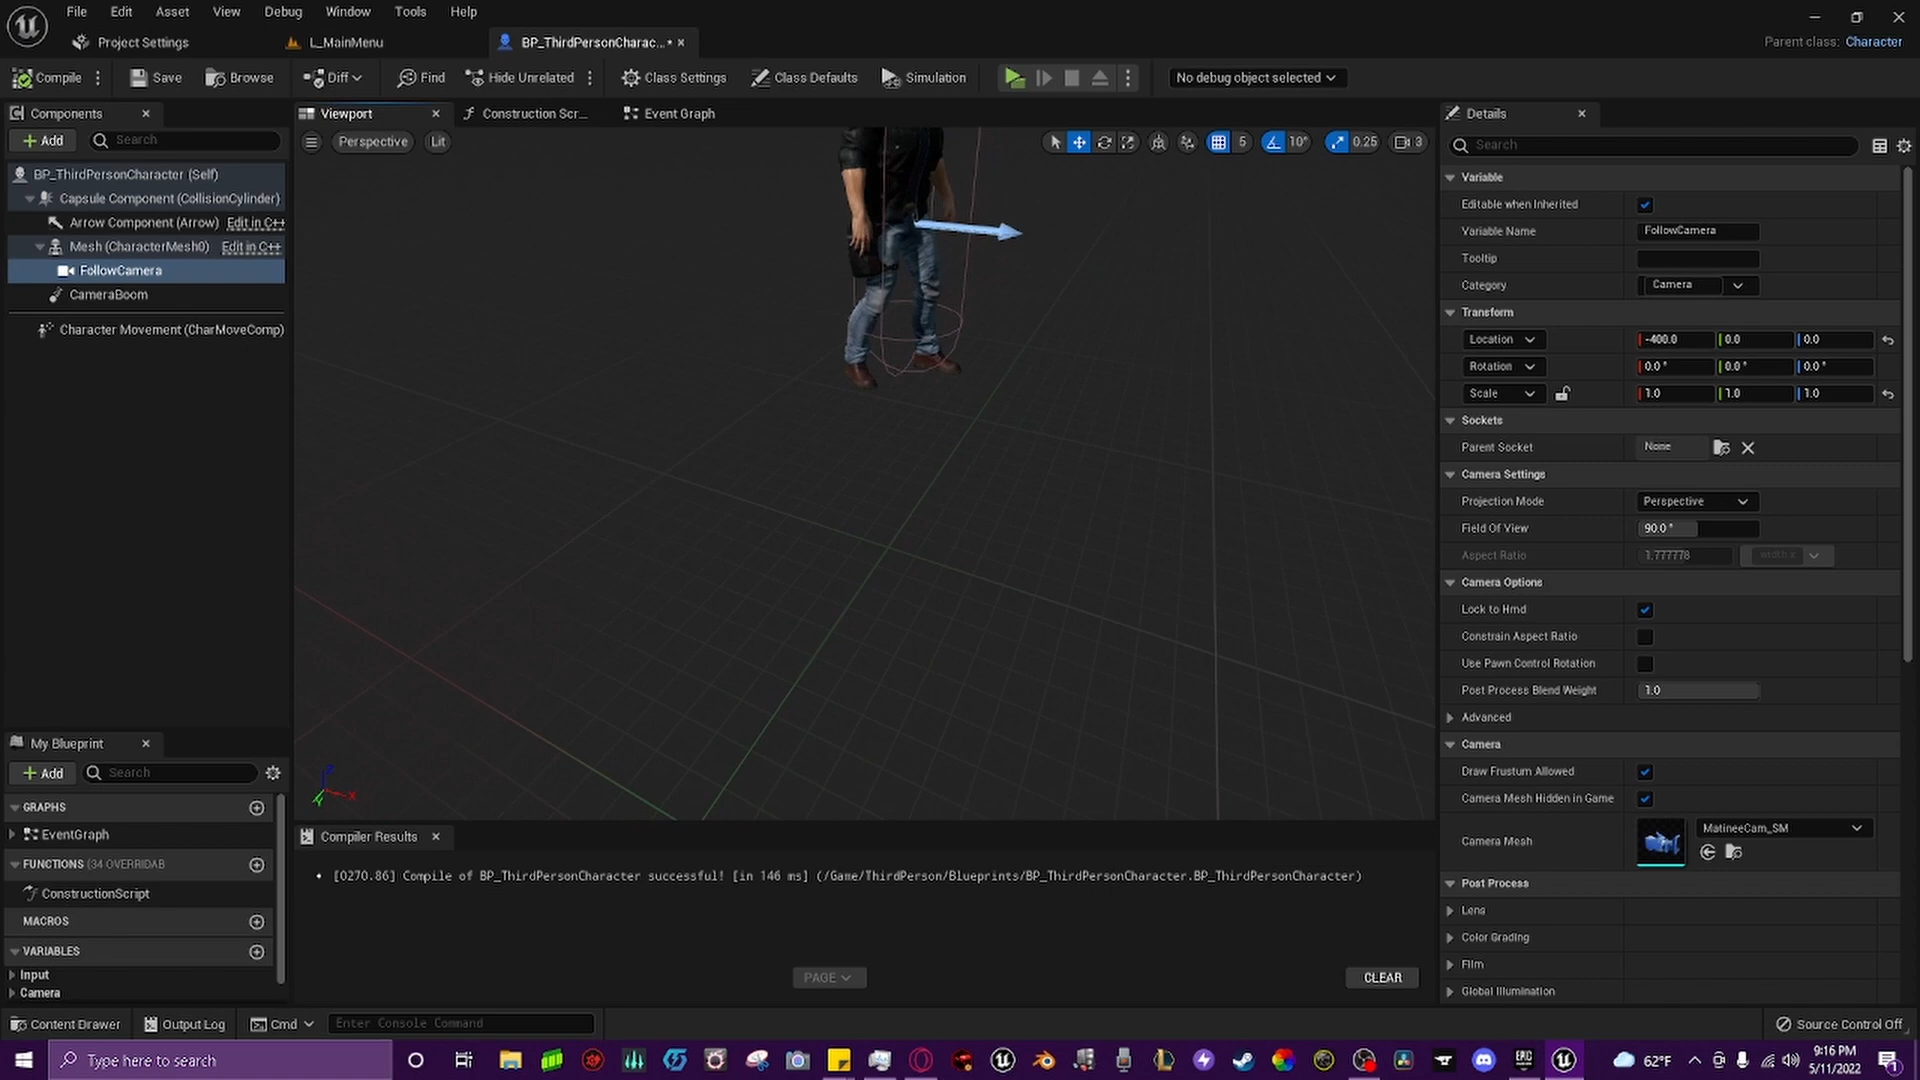 File Edit View Asset Debug Window Tools Help
Project Settings
L_MainMenu
BP_ThirdPersonCharac...•
Parent class: Character
Compile Save Browse Diff Find Hide Unrelated Class Settings Class Defaults Simulation No debug object selected
Components
Add Search
BP_ThirdPersonCharacter (Self)
Capsule Component (CollisionCylinder)
Arrow Component (Arrow) Edit in C++
Mesh (CharacterMesh0) Edit in C++
FollowCamera
CameraBoom
Character Movement (CharMoveComp)
My Blueprint
Add Search
GRAPHS
EventGraph
FUNCTIONS (34 OVERRIDAB
ConstructionScript
MACROS
VARIABLES
Input
Camera
Viewport Construction Scr... Event Graph
Perspective Lit 5 10° 0.25 3
Compiler Results
• [0270.86] Compile of BP_ThirdPersonCharacter successful! [in 146 ms] (/Game/ThirdPerson/Blueprints/BP_ThirdPersonCharacter.BP_ThirdPersonCharacter)
PAGE CLEAR
Details
Search
Variable
Editable when Inherited
Variable Name FollowCamera
Tooltip
Category Camera
Transform
Location -400.0 0.0 0.0
Rotation 0.0° 0.0° 0.0°
Scale 1.0 1.0 1.0
Sockets
Parent Socket None
Camera Settings
Projection Mode Perspective
Field Of View 90.0°
Aspect Ratio 1.777778
Camera Options
Lock to Hmd
Constrain Aspect Ratio
Use Pawn Control Rotation
Post Process Blend Weight 1.0
Advanced
Camera
Draw Frustum Allowed
Camera Mesh Hidden in Game
Camera Mesh MatineeCam_SM
Post Process
Lens
Color Grading
Film
Global Illumination
Content Drawer Output Log Cmd Enter Console Command Source Control Off
Type here to search
62°F
9:16 PM
5/11/2022